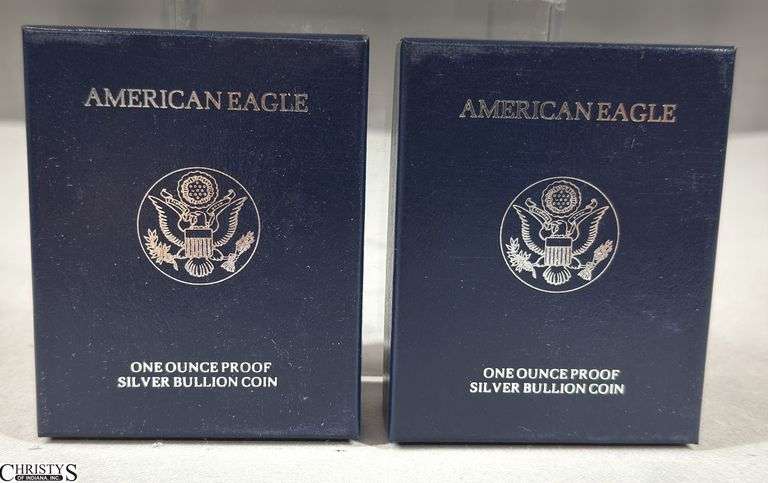 AMERICAN EAGLE
ONE OUNCE PROOF
SILVER BULLION COIN
AMERICAN EAGLE
ONE OUNCE PROOF
SILVER BULLION COIN
CHRISTYS
OF INDIANA, INC.